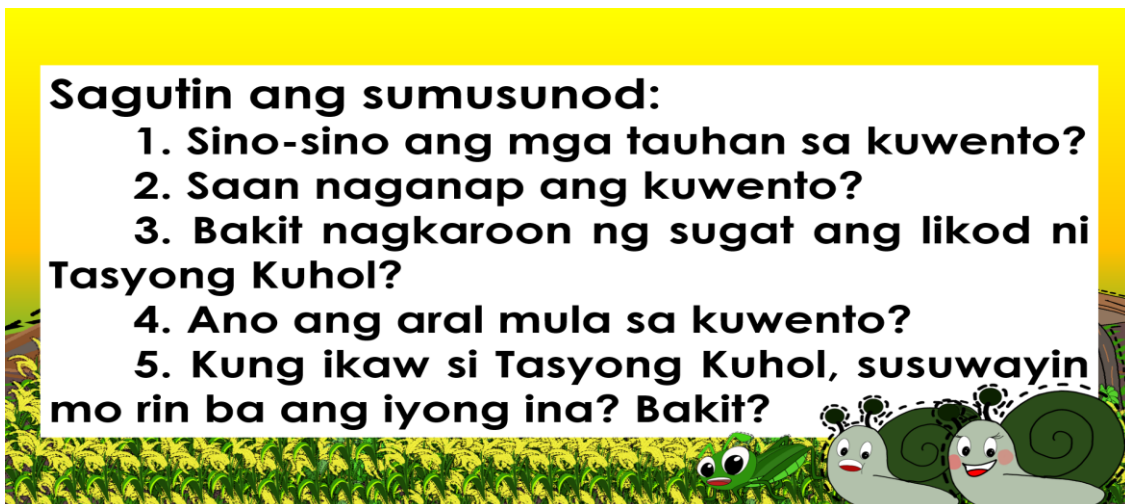 Sagutin ang sumusunod:
1. Sino-sino ang mga tauhan sa kuwento?
2. Saan naganap ang kuwento?
3. Bakit nagkaroon ng sugat ang likod ni
Tasyong Kuhol?
4. Ano ang aral mula sa kuwento?
5. Kung ikaw si Tasyong Kuhol, susuwayin
mo rin ba ang iyong ina? Bakit?